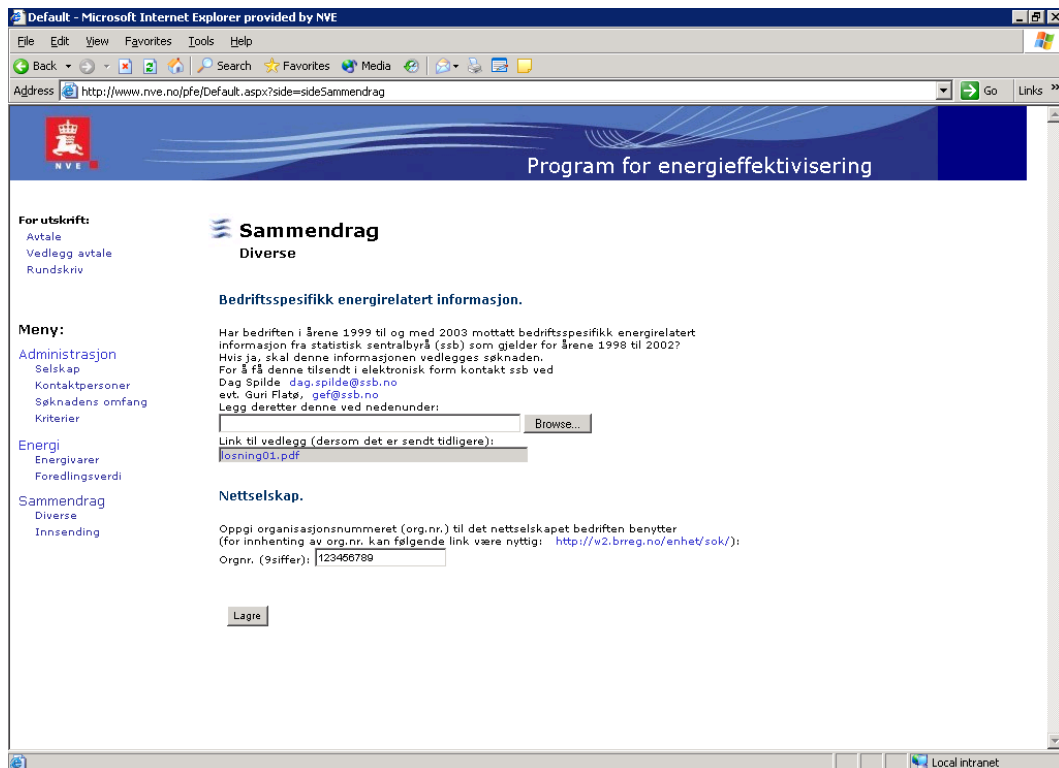 Default - Microsoft Internet Explorer provided by NVE
File Edit View Favorites Tools Help
Back Search Favorites Media
Address http://www.nve.no/pfe/Default.aspx?side=sideSammendrag Go Links »
NVE
Program for energieffektivisering
For utskrift:
Avtale
Vedlegg avtale
Rundskriv
Meny:
Administrasjon
Selskap
Kontaktpersoner
Søknadens omfang
Kriterier
Energi
Energivarer
Foredlingsverdi
Sammendrag
Diverse
Innsending
Sammendrag
Diverse
Bedriftsspesifikk energirelatert informasjon.
Har bedriften i årene 1999 til og med 2003 mottatt bedriftsspesifikk energirelatert
informasjon fra statistisk sentralbyrå (ssb) som gjelder for årene 1998 til 2002?
Hvis ja, skal denne informasjonen vedlegges søknaden.
For å få denne tilsendt i elektronisk form kontakt ssb ved
Dag Spilde dag.spilde@ssb.no
evt. Guri Flatø, gef@ssb.no
Legg deretter denne ved nedenunder:
Browse...
Link til vedlegg (dersom det er sendt tidligere):
losning01.pdf
Nettselskap.
Oppgi organisasjonsnummeret (org.nr.) til det nettselskapet bedriften benytter
(for innhenting av org.nr. kan følgende link være nyttig: http://w2.brreg.no/enhet/sok/):
Orgnr. (9siffer): 123456789
Lagre
Local intranet